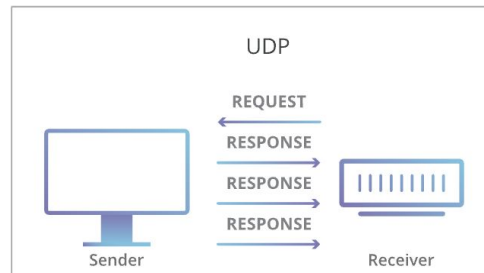 UDP
REQUEST
RESPONSE
RESPONSE
RESPONSE
Sender
Receiver